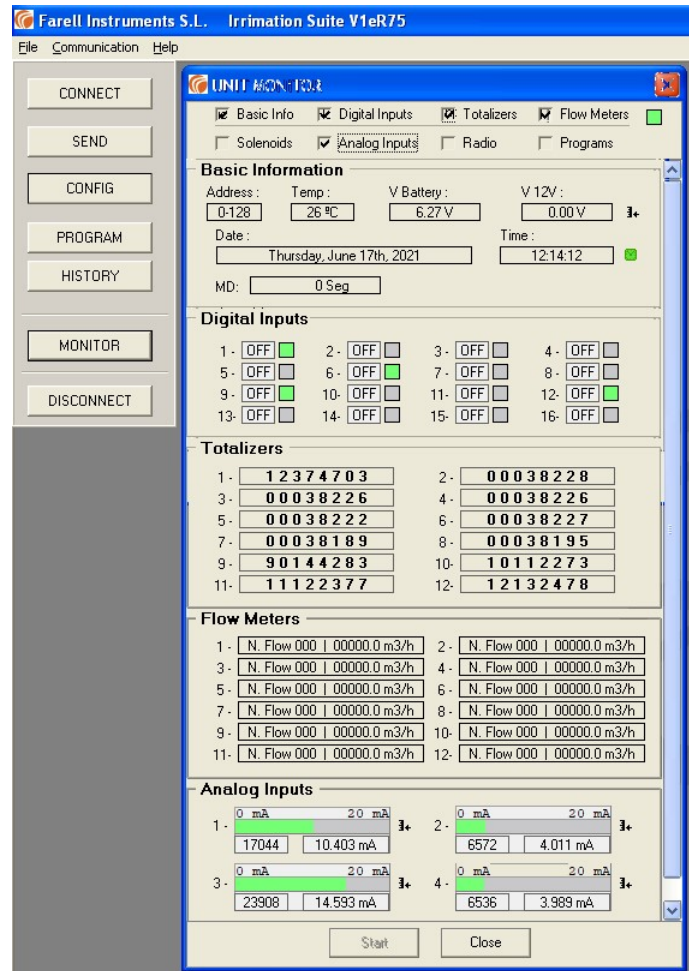 Farell Instruments S.L. Irrimation Suite V1eR75
File Communication Help
CONNECT
SEND
CONFIG
PROGRAM
HISTORY
MONITOR
DISCONNECT
UNIT MONITOR
Basic Info Digital Inputs Totalizers Flow Meters
Solenoids Analog Inputs Radio Programs
Basic Information
Address : Temp : V Battery : V 12V :
0-128 26 ºC 6.27 V 0.00 V
Date : Time :
Thursday, June 17th, 2021 12:14:12
MD: 0 Seg
Digital Inputs
1 - OFF 2 - OFF 3 - OFF 4 - OFF
5 - OFF 6 - OFF 7 - OFF 8 - OFF
9 - OFF 10- OFF 11- OFF 12- OFF
13- OFF 14- OFF 15- OFF 16- OFF
Totalizers
1 - 12374703 2 - 00038228
3 - 00038226 4 - 00038226
5 - 00038222 6 - 00038227
7 - 00038189 8 - 00038195
9 - 90144283 10- 10112273
11- 11122377 12- 12132478
Flow Meters
1 - N. Flow 000 | 00000.0 m3/h 2 - N. Flow 000 | 00000.0 m3/h
3 - N. Flow 000 | 00000.0 m3/h 4 - N. Flow 000 | 00000.0 m3/h
5 - N. Flow 000 | 00000.0 m3/h 6 - N. Flow 000 | 00000.0 m3/h
7 - N. Flow 000 | 00000.0 m3/h 8 - N. Flow 000 | 00000.0 m3/h
9 - N. Flow 000 | 00000.0 m3/h 10- N. Flow 000 | 00000.0 m3/h
11- N. Flow 000 | 00000.0 m3/h 12- N. Flow 000 | 00000.0 m3/h
Analog Inputs
0 mA 20 mA 0 mA 20 mA
1 - 2 -
17044 10.403 mA 6572 4.011 mA
0 mA 20 mA 0 mA 20 mA
3 - 4 -
23908 14.593 mA 6536 3.989 mA
Start Close